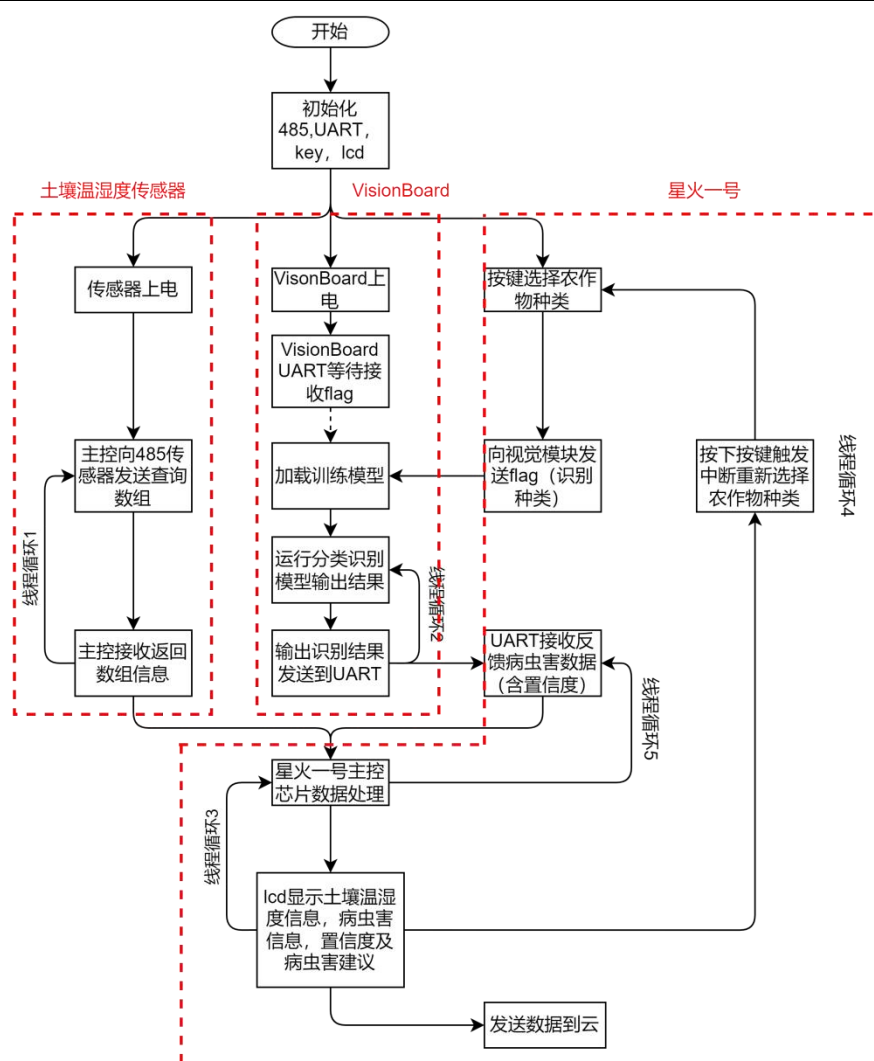 开始
初始化
485,UART，
key，lcd
土壤温湿度传感器
VisionBoard
星火一号
传感器上电
VisonBoard上
电
按键选择农作
物种类
VisionBoard
UART等待接
收flag
主控向485传
感器发送查询
数组
加载训练模型
向视觉模块发
送flag（识别
种类）
按下按键触发
中断重新选择
农作物种类
线程循环4
线程循环1
运行分类识别
模型输出结果
线程循环2
主控接收返回
数组信息
输出识别结果
发送到UART
UART接收反
馈病虫害数据
（含置信度）
线程循环5
星火一号主控
芯片数据处理
线程循环3
lcd显示土壤温湿
度信息，病虫害
信息，置信度及
病虫害建议
发送数据到云